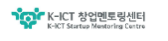 K-ICT 창업멘토링센터
K-ICT Startup Mentoring Centre